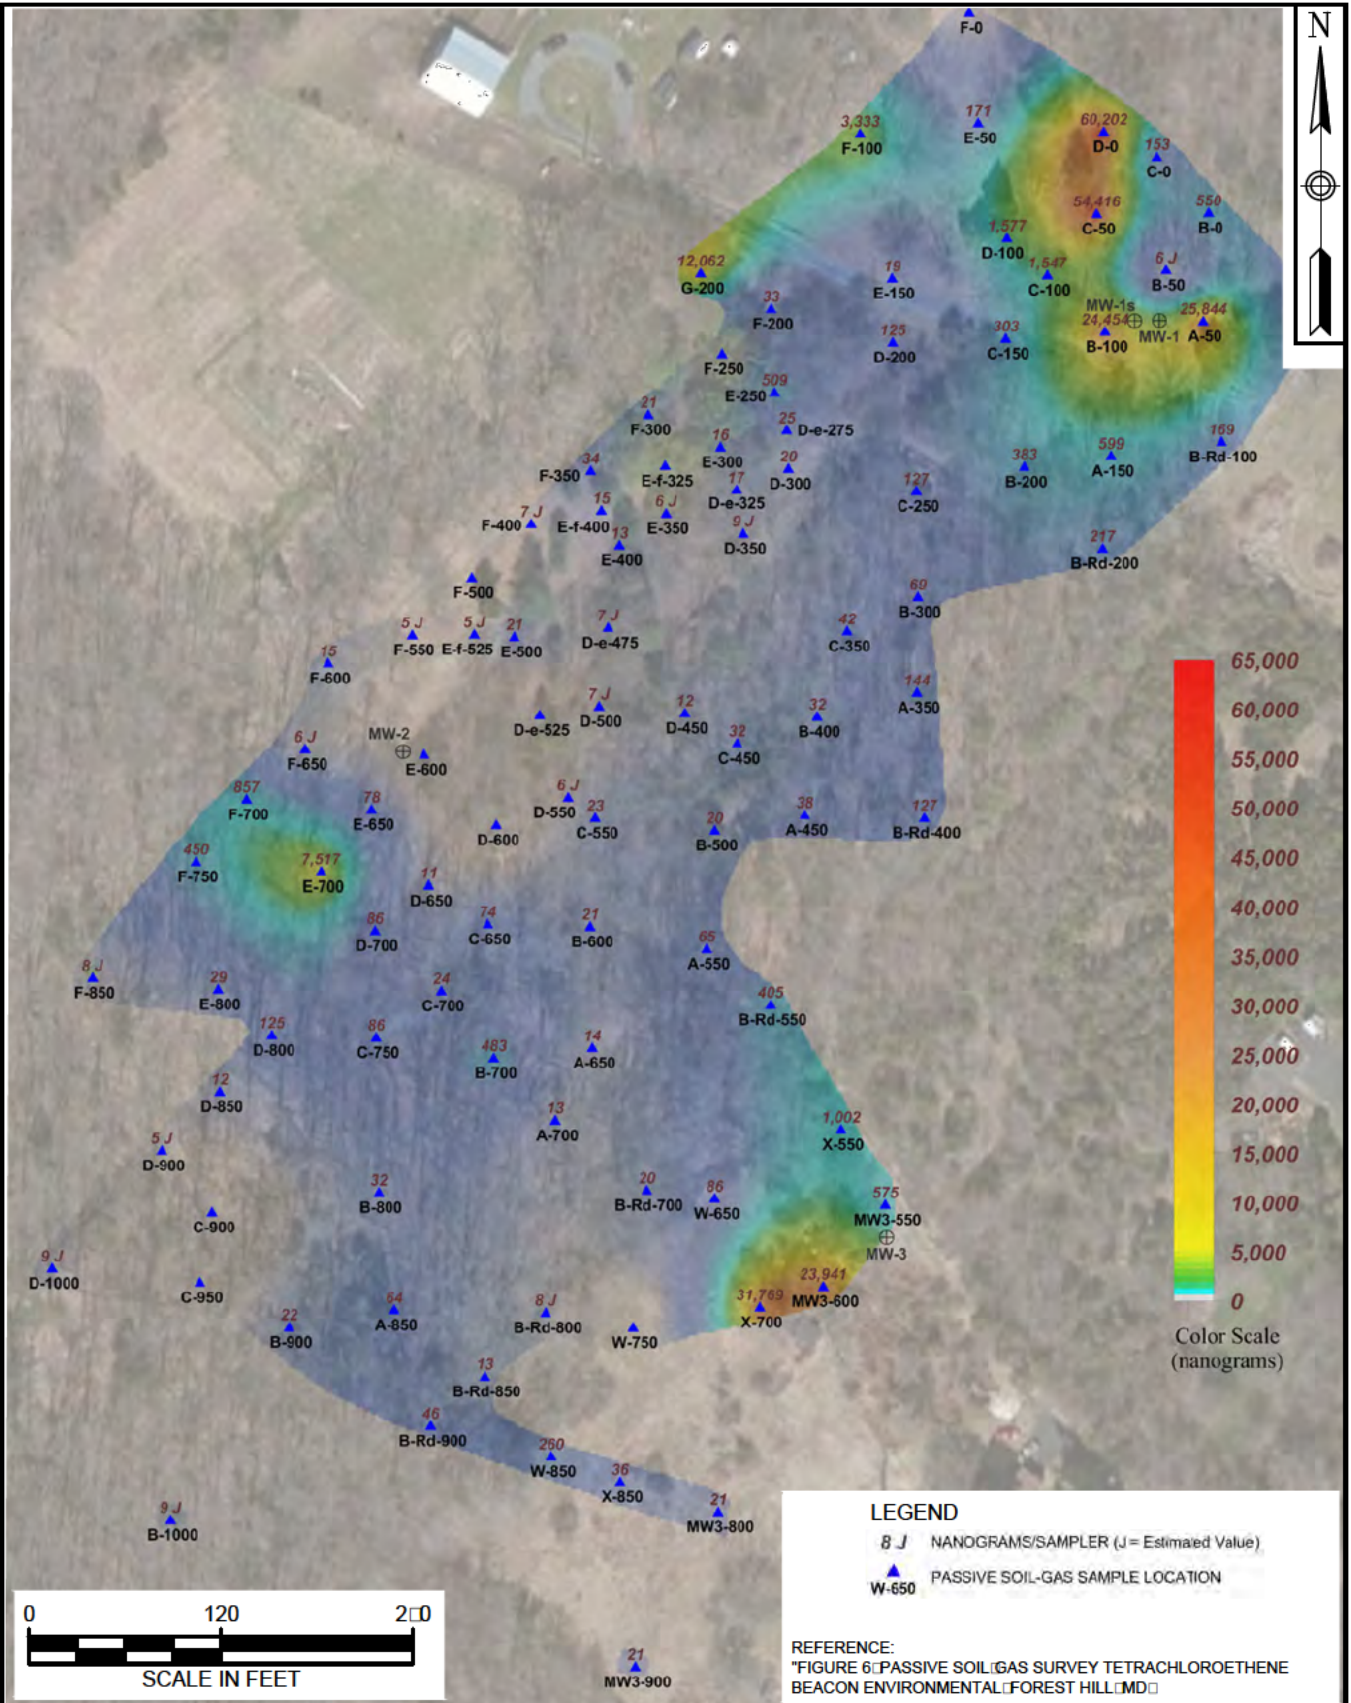 N
F-0
171
E-50
60,202
D-0
3,333
F-100
153
C-0
54,416
C-50
550
B-0
1,577
D-100
12,062
G-200
19
E-150
1,547
C-100
6 J
B-50
MW-1s
MW-1
24,454
B-100
25,844
A-50
33
F-200
125
D-200
303
C-150
F-250
509
E-250
21
F-300
25
D-e-275
16
E-300
169
B-Rd-100
599
A-150
383
B-200
34
F-350
E-f-325
20
D-300
17
D-e-325
127
C-250
7 J
F-400
15
E-f-400
6 J
E-350
9 J
D-350
13
E-400
217
B-Rd-200
F-500
69
B-300
5 J
F-550
5 J
E-f-525
21
E-500
7 J
D-e-475
42
C-350
15
F-600
144
A-350
D-e-525
7 J
D-500
12
D-450
32
B-400
6 J
F-650
MW-2
E-600
32
C-450
857
F-700
78
E-650
6 J
D-550
23
C-550
D-600
20
B-500
38
A-450
127
B-Rd-400
450
F-750
7,517
E-700
11
D-650
86
D-700
74
C-650
21
B-600
65
A-550
8 J
F-850
29
E-800
24
C-700
405
B-Rd-550
125
D-800
86
C-750
483
B-700
14
A-650
12
D-850
13
A-700
1,002
X-550
5 J
D-900
32
B-800
20
B-Rd-700
86
W-650
575
MW3-550
MW-3
C-900
9 J
D-1000
C-950
23,941
MW3-600
31,769
X-700
22
B-900
64
A-850
8 J
B-Rd-800
W-750
13
B-Rd-850
46
B-Rd-900
260
W-850
36
X-850
21
MW3-800
9 J
B-1000
21
MW3-900
65,000
60,000
55,000
50,000
45,000
40,000
35,000
30,000
25,000
20,000
15,000
10,000
5,000
0
Color Scale
(nanograms)
LEGEND
8 J NANOGRAMS/SAMPLER (J = Estimated Value)
W-650 PASSIVE SOIL-GAS SAMPLE LOCATION
REFERENCE:
"FIGURE 6□PASSIVE SOIL□GAS SURVEY TETRACHLOROETHENE
BEACON ENVIRONMENTAL□FOREST HILL□MD□
0 120 2□0
SCALE IN FEET